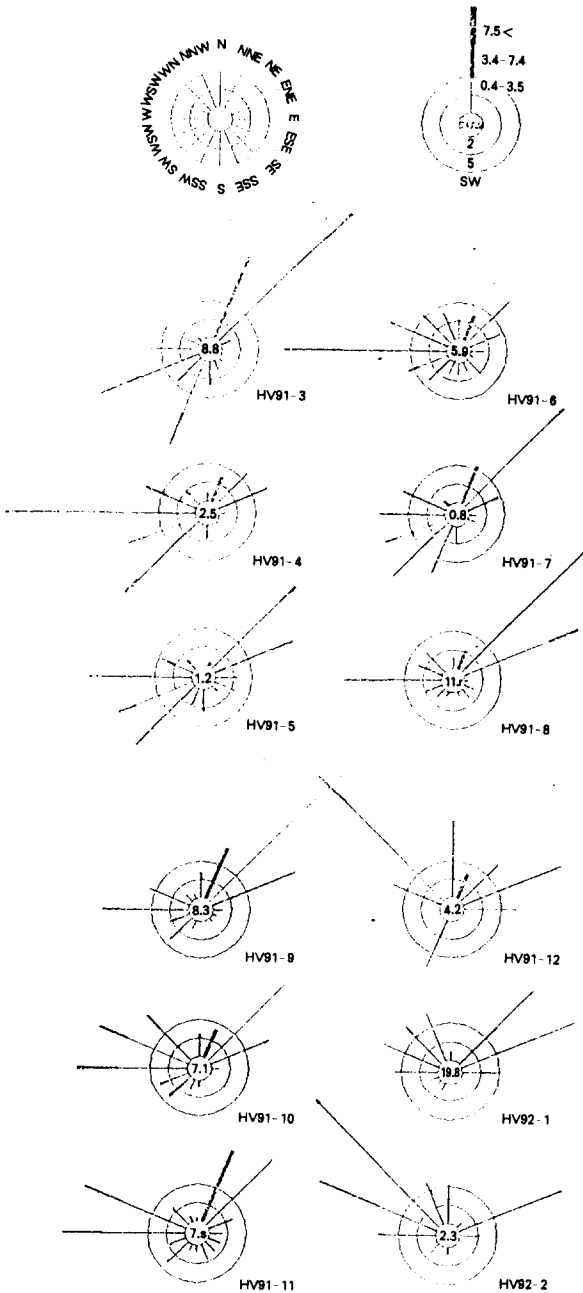 N NNE NE ENE E ESE SE SSE S SSW SW WSW W WNW NNW
7.5<
3.4-7.4
0.4-3.5
2
5
SW
8.8
HV91-3
5.9
HV91-6
2.5
HV91-4
0.8
HV91-7
1.2
HV91-5
HV91-8
8.3
HV91-9
4.2
HV91-12
7.1
HV91-10
19.8
HV92-1
HV91-11
2.3
HV92-2